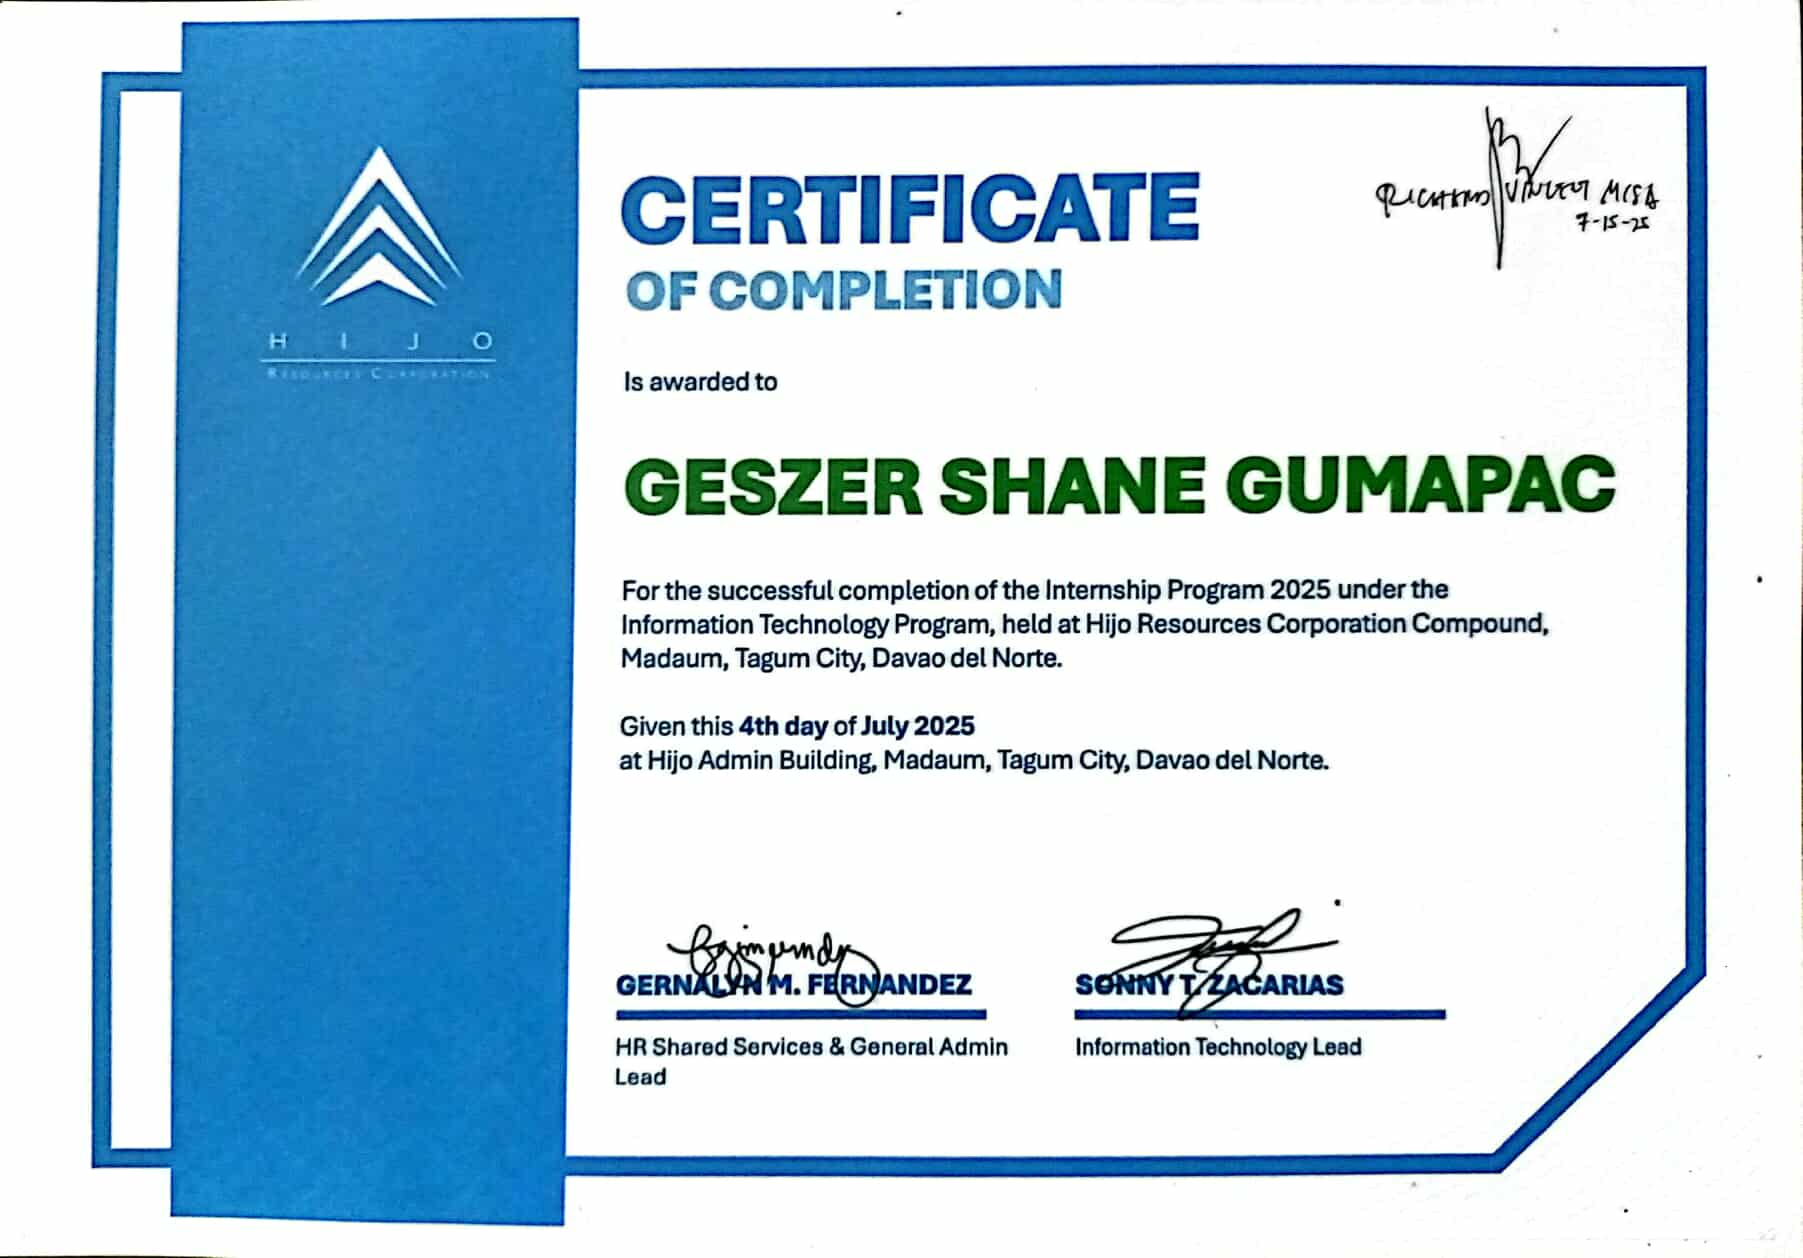 H I J O
RESOURCES CORPORATION
CERTIFICATE
OF COMPLETION
RICHARD VINCENT MISA
7-15-25
Is awarded to
GESZER SHANE GUMAPAC
For the successful completion of the Internship Program 2025 under the
Information Technology Program, held at Hijo Resources Corporation Compound,
Madaum, Tagum City, Davao del Norte.
Given this 4th day of July 2025
at Hijo Admin Building, Madaum, Tagum City, Davao del Norte.
GERNALYN M. FERNANDEZ
HR Shared Services & General Admin
Lead
SONNY T. ZACARIAS
Information Technology Lead